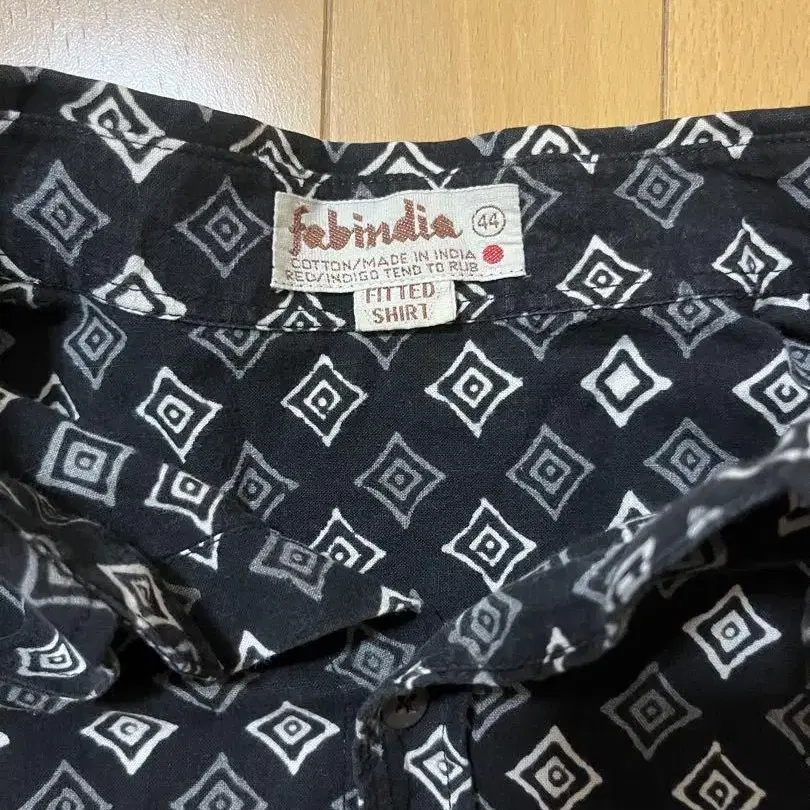 fabindia 44
COTTON/MADE IN INDIA
RED/INDIGO TEND TO RUB
FITTED
SHIRT